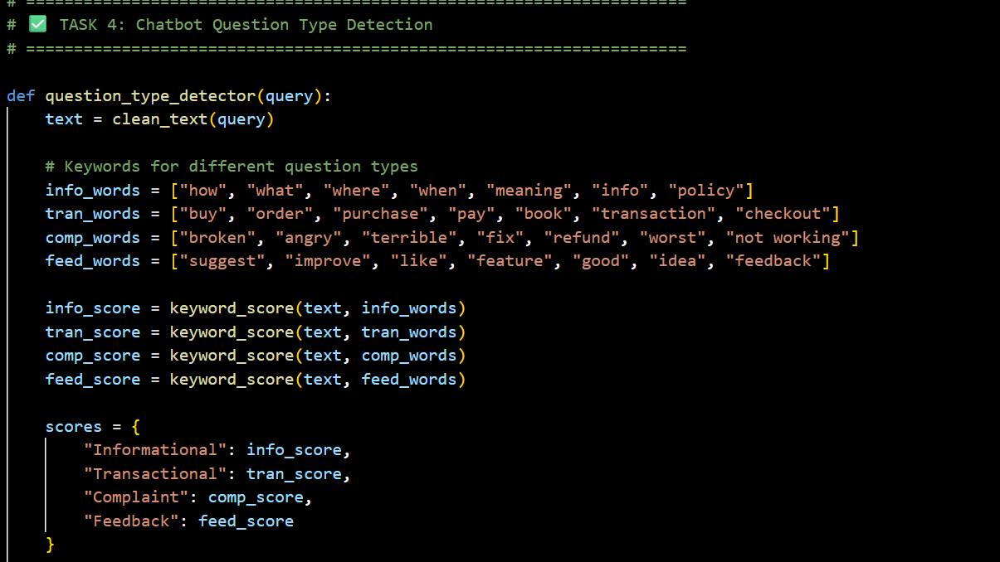 # =====================================================================
# ✅ TASK 4: Chatbot Question Type Detection
# =====================================================================
def question_type_detector(query):
    text = clean_text(query)
    # Keywords for different question types
    info_words = ["how", "what", "where", "when", "meaning", "info", "policy"]
    tran_words = ["buy", "order", "purchase", "pay", "book", "transaction", "checkout"]
    comp_words = ["broken", "angry", "terrible", "fix", "refund", "worst", "not working"]
    feed_words = ["suggest", "improve", "like", "feature", "good", "idea", "feedback"]
    info_score = keyword_score(text, info_words)
    tran_score = keyword_score(text, tran_words)
    comp_score = keyword_score(text, comp_words)
    feed_score = keyword_score(text, feed_words)
    scores = {
        "Informational": info_score,
        "Transactional": tran_score,
        "Complaint": comp_score,
        "Feedback": feed_score
    }